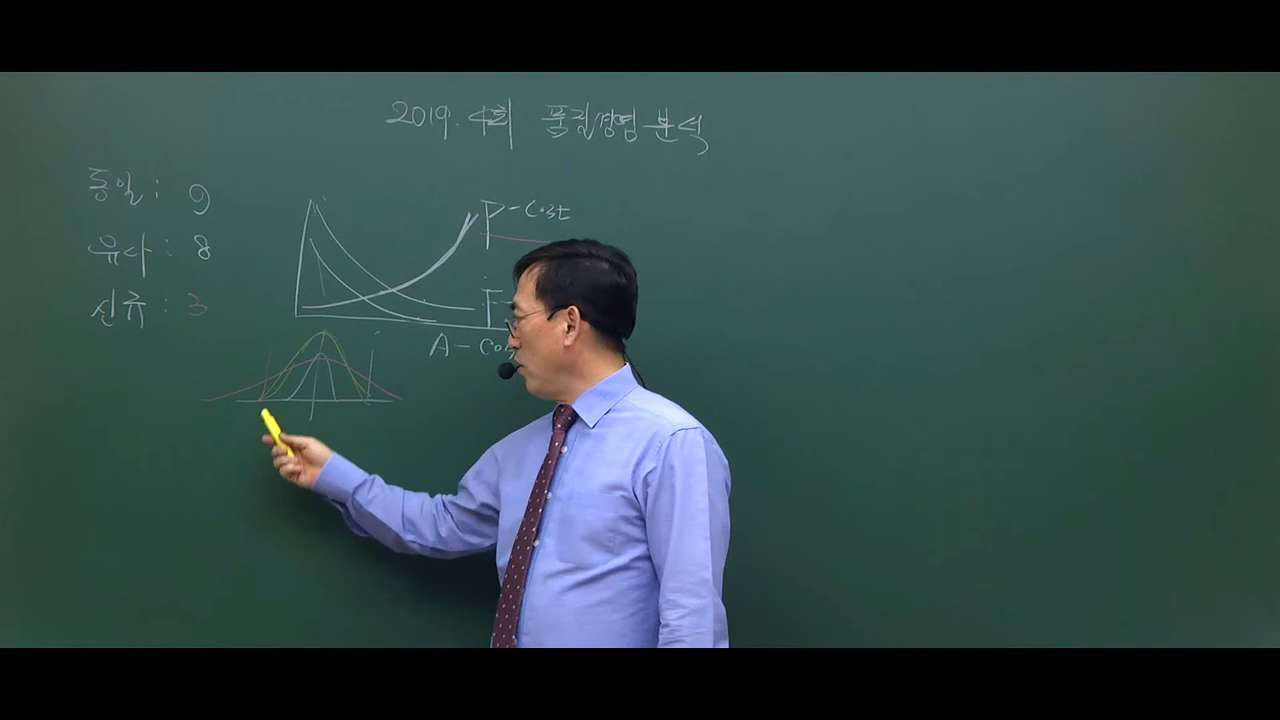 2019. 4회 품질경영 분석
동일 : 9
유사 : 8
신규 : 3
P-Cost
F-
A-Cos